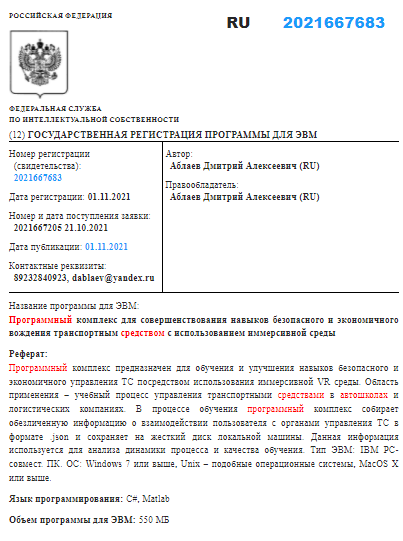 РОССИЙСКАЯ ФЕДЕРАЦИЯ
RU 2021667683
ФЕДЕРАЛЬНАЯ СЛУЖБА
ПО ИНТЕЛЛЕКТУАЛЬНОЙ СОБСТВЕННОСТИ
(12) ГОСУДАРСТВЕННАЯ РЕГИСТРАЦИЯ ПРОГРАММЫ ДЛЯ ЭВМ
Номер регистрации
(свидетельства):
2021667683
Дата регистрации: 01.11.2021
Номер и дата поступления заявки:
2021667205 21.10.2021
Дата публикации: 01.11.2021
Контактные реквизиты:
89232840923, dablaev@yandex.ru
Автор:
Аблаев Дмитрий Алексеевич (RU)
Правообладатель:
Аблаев Дмитрий Алексеевич (RU)
Название программы для ЭВМ:
Программный комплекс для совершенствования навыков безопасного и экономичного
вождения транспортным средством с использованием иммерсивной среды
Реферат:
Программный комплекс предназначен для обучения и улучшения навыков безопасного и
экономичного управления ТС посредством использования иммерсивной VR среды. Область
применения – учебный процесс управления транспортными средствами в автошколах и
логистических компаниях. В процессе обучения программный комплекс собирает
обезличенную информацию о взаимодействии пользователя с органами управления ТС в
формате .json и сохраняет на жесткий диск локальной машины. Данная информация
используется для анализа динамики процесса и качества обучения. Тип ЭВМ: IBM PC-
совмест. ПК. ОС: Windows 7 или выше, Unix – подобные операционные системы, MacOS X
или выше.
Язык программирования: C#, Matlab
Объем программы для ЭВМ: 550 МБ